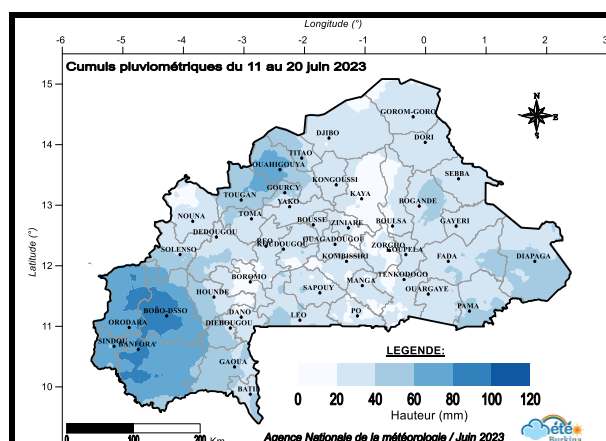 Longitude (°)
-6 -5 -4 -3 -2 -1 0 1 2
Cumuls pluviométriques du 11 au 20 juin 2023
N
S
15
14
13
12
11
10
Latitude (°)
GOROM-GORO
DJIBO
DORI
TITAO
OUAHIGOUYA
KONGOUSSI
SEBBA
GOURCY
KAYA
TOUGAN
YAKO
BOGANDE
NOUNA
TOMA
BOUSSE
ZINIARE
BOULSA
GAYERI
DEDOUGOU
OUAGADOUGOU
SOLENSO
KOUDOUGOU
ZORGHO
KOUPELA
KOMBISSIRI
FADA
DIAPAGA
BOROMO
TENKODOGO
HOUNDE
SAPOUY
MANGA
OUARGAYE
BOBO-DSSO
DANO
LEO
PO
PAMA
ORODARA
DIEBOUGOU
SINDOU
BANFORA
GAOUA
BATIE
LEGENDE:
0 20 40 60 80 100 120
Hauteur (mm)
0 100 200
Km
Agence Nationale de la météorologie / Juin 2023
météo
Burkina